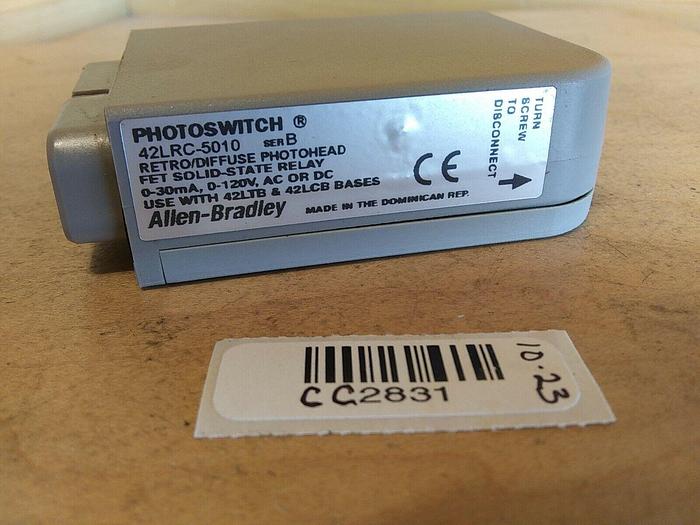 PHOTOSWITCH ®
42LRC-5010 SER B
RETRO/DIFFUSE PHOTOHEAD
FET SOLID-STATE RELAY
0-30mA, 0-120V, AC OR DC
USE WITH 42LTB & 42LCB BASES
Allen-Bradley MADE IN THE DOMINICAN REP.
CE
TURN
SCREW
TO
DISCONNECT
CG2831
10-23